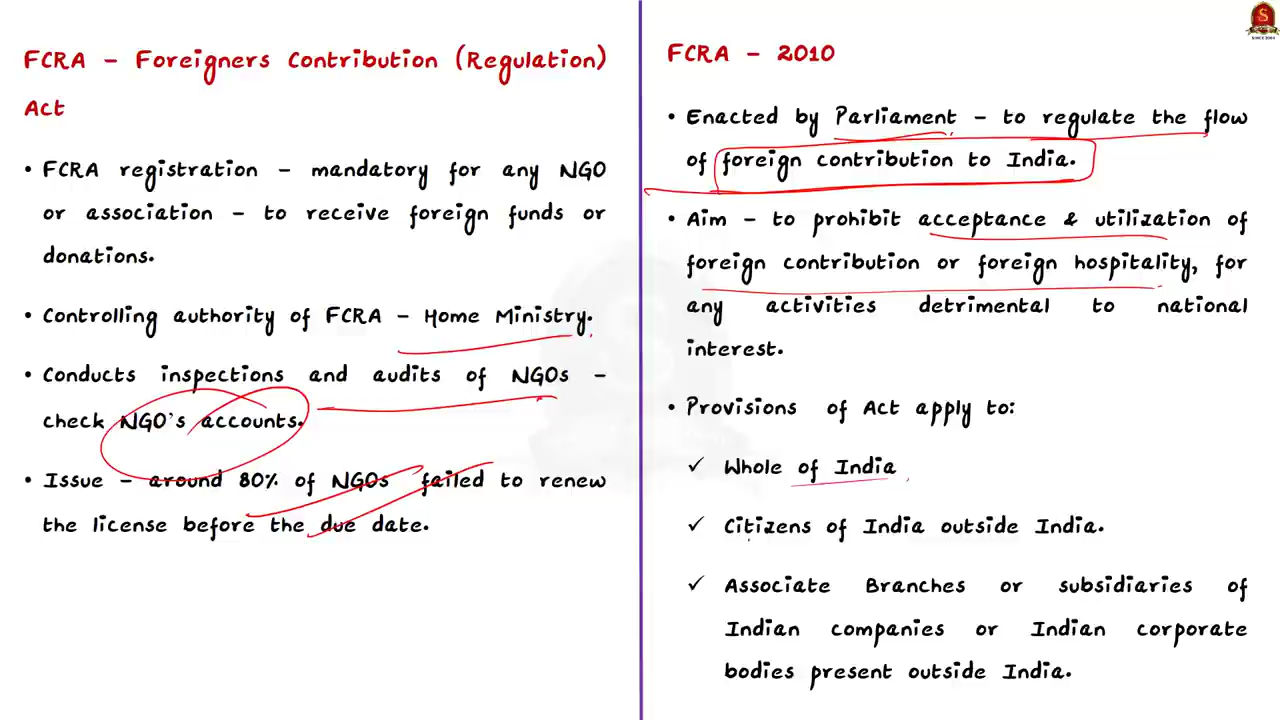 FCRA – Foreigners Contribution (Regulation)
Act
• FCRA registration – mandatory for any NGO
or association – to receive foreign funds or
donations.
• Controlling authority of FCRA – Home Ministry.
• Conducts inspections and audits of NGOs –
check NGO's accounts.
• Issue – around 80% of NGOs failed to renew
the license before the due date.
FCRA – 2010
• Enacted by Parliament – to regulate the flow
of foreign contribution to India.
• Aim – to prohibit acceptance & utilization of
foreign contribution or foreign hospitality, for
any activities detrimental to national
interest.
• Provisions of Act apply to:
✓ Whole of India
✓ Citizens of India outside India.
✓ Associate Branches or subsidiaries of
Indian companies or Indian corporate
bodies present outside India.
S
SINCE 2004